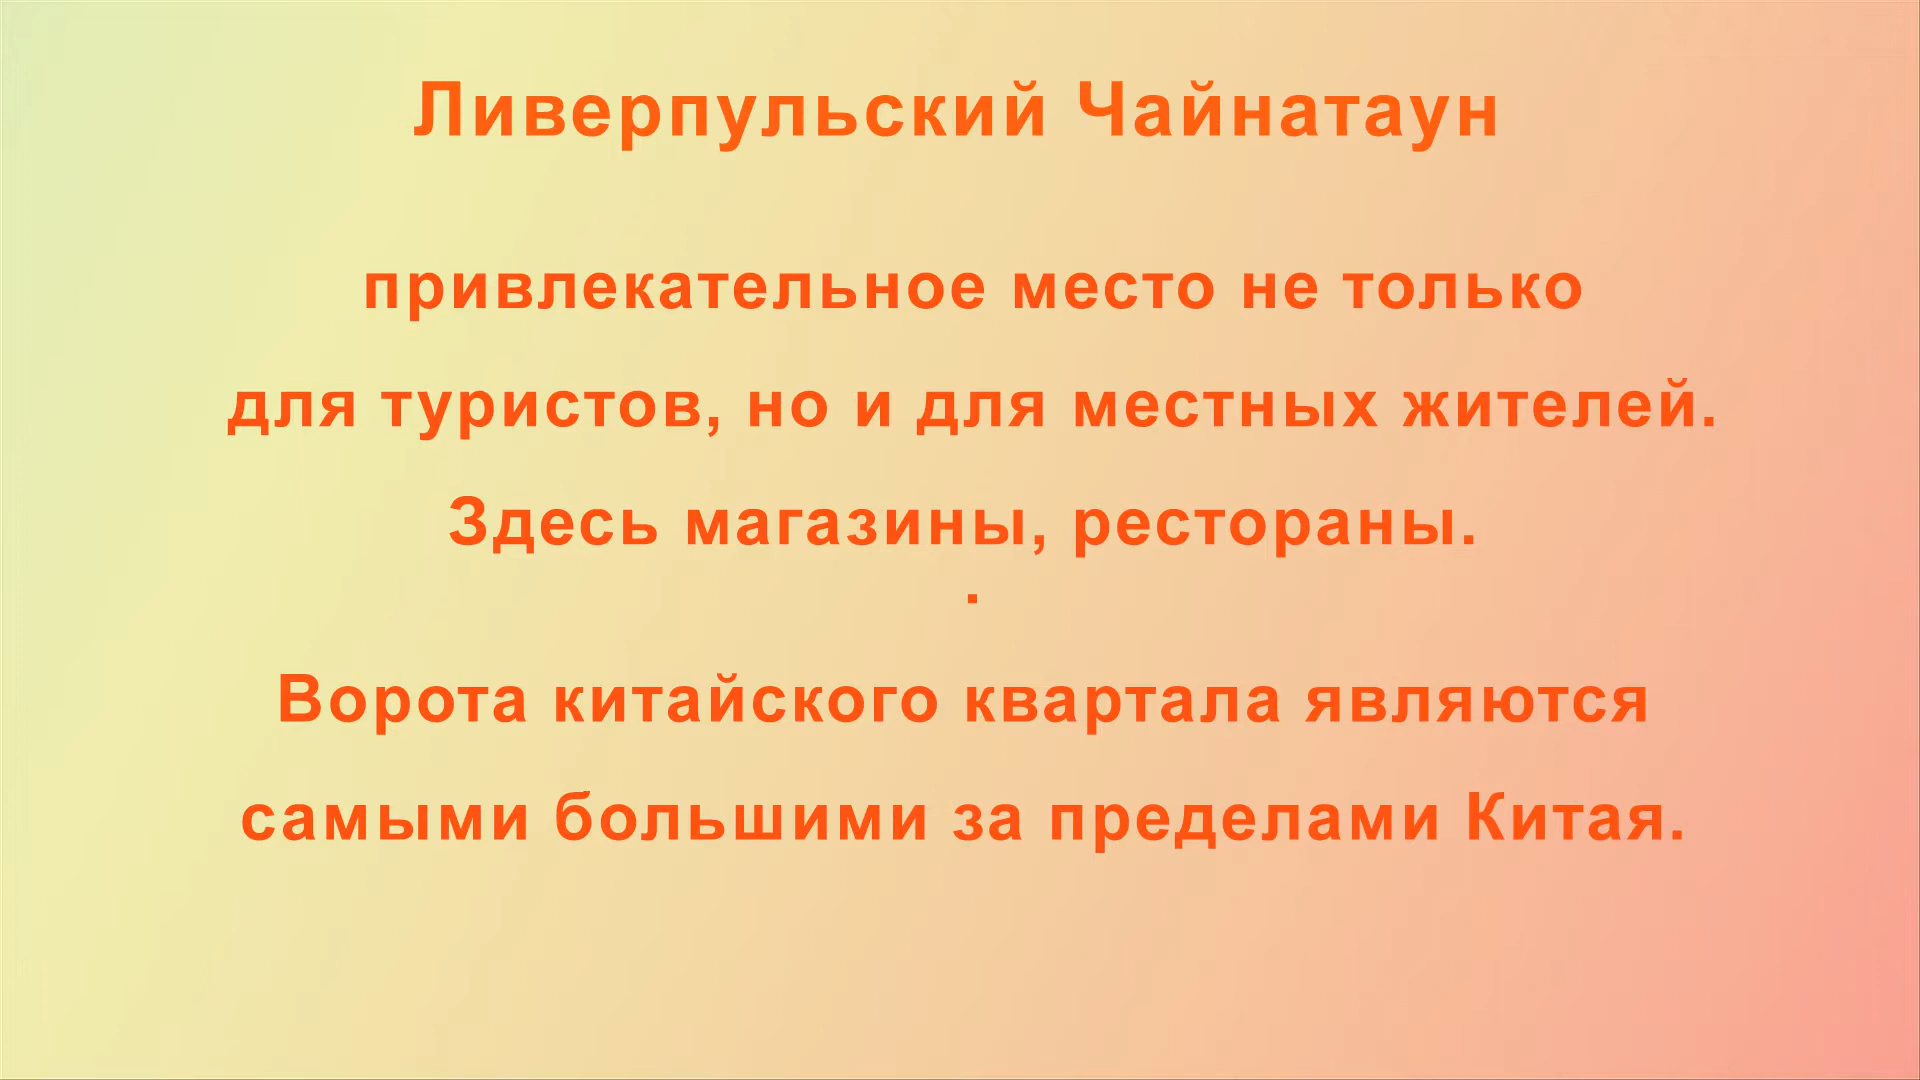 Ливерпульский Чайнатаун
привлекательное место не только
для туристов, но и для местных жителей.
Здесь магазины, рестораны.
.
Ворота китайского квартала являются
самыми большими за пределами Китая.